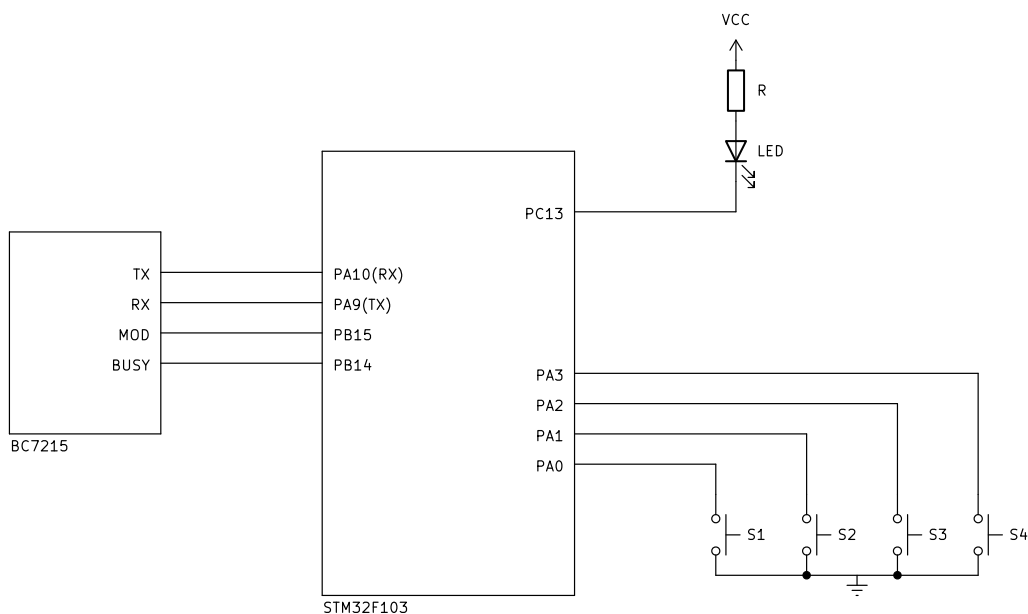 VCC
R
LED
PC13
TX
PA10(RX)
RX
PA9(TX)
MOD
PB15
BUSY
PB14
PA3
PA2
PA1
PA0
BC7215
S1
S2
S3
S4
STM32F103